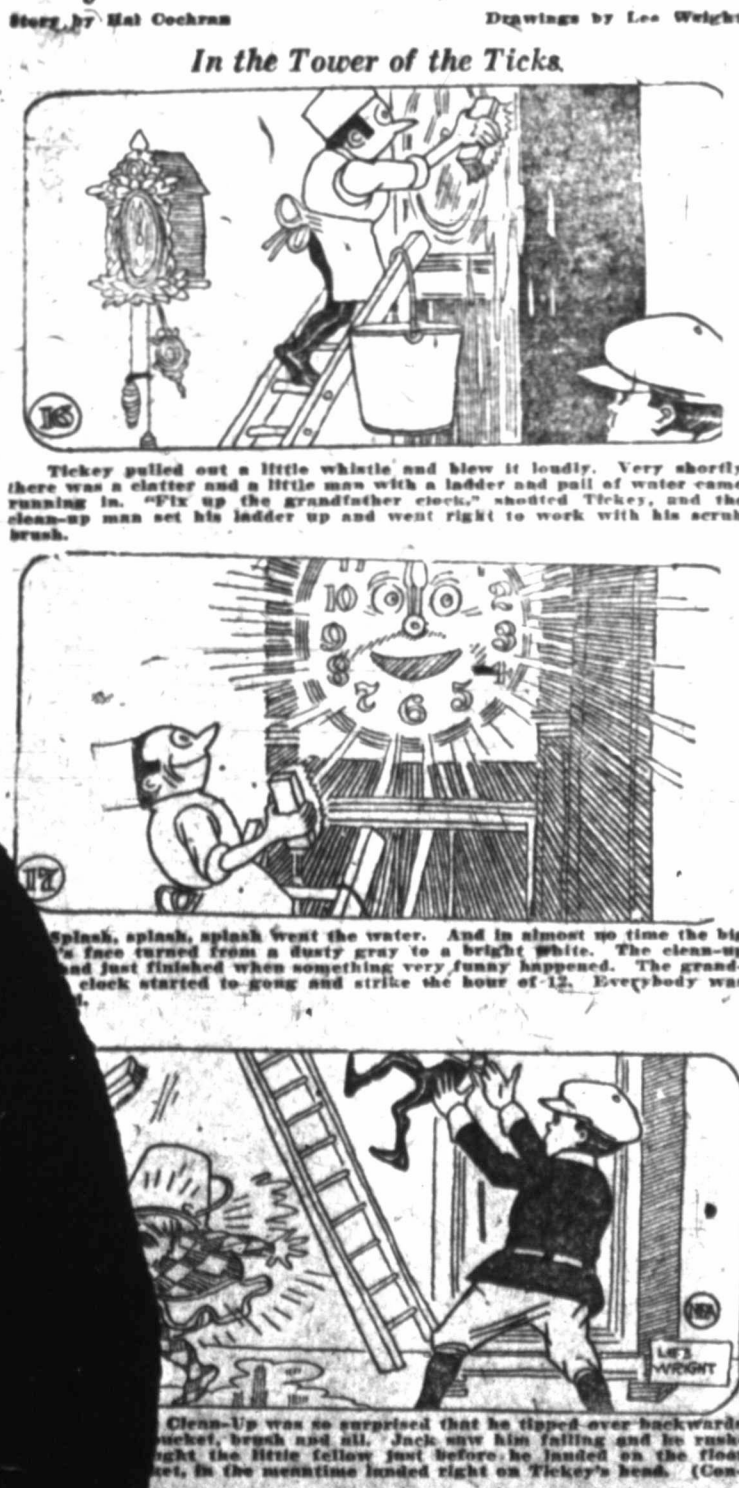 Story by Hal Cochran
Drawings by Lee Wright
In the Tower of the Ticks.
16
Tickey pulled out a little whistle and blew it loudly. Very shortly
there was a clatter and a little man with a ladder and pail of water came
running in. "Fix up the grandfather clock," shouted Tickey, and the
clean-up man set his ladder up and went right to work with his scrub
brush.
11
10
2
9
3
8
4
7
6
5
17
Splash, splash, splash went the water. And in almost no time the big
's face turned from a dusty gray to a bright white. The clean-up
had just finished when something very funny happened. The grand-
clock started to gong and strike the hour of 12. Everybody was
NEA
LEE
WRIGHT
Clean-Up was so surprised that he tipped over backwards
bucket, brush and all. Jack saw him falling and he rush
ught the little fellow just before he landed on the floor
ket, in the meantime landed right on Tickey's head. (Con-